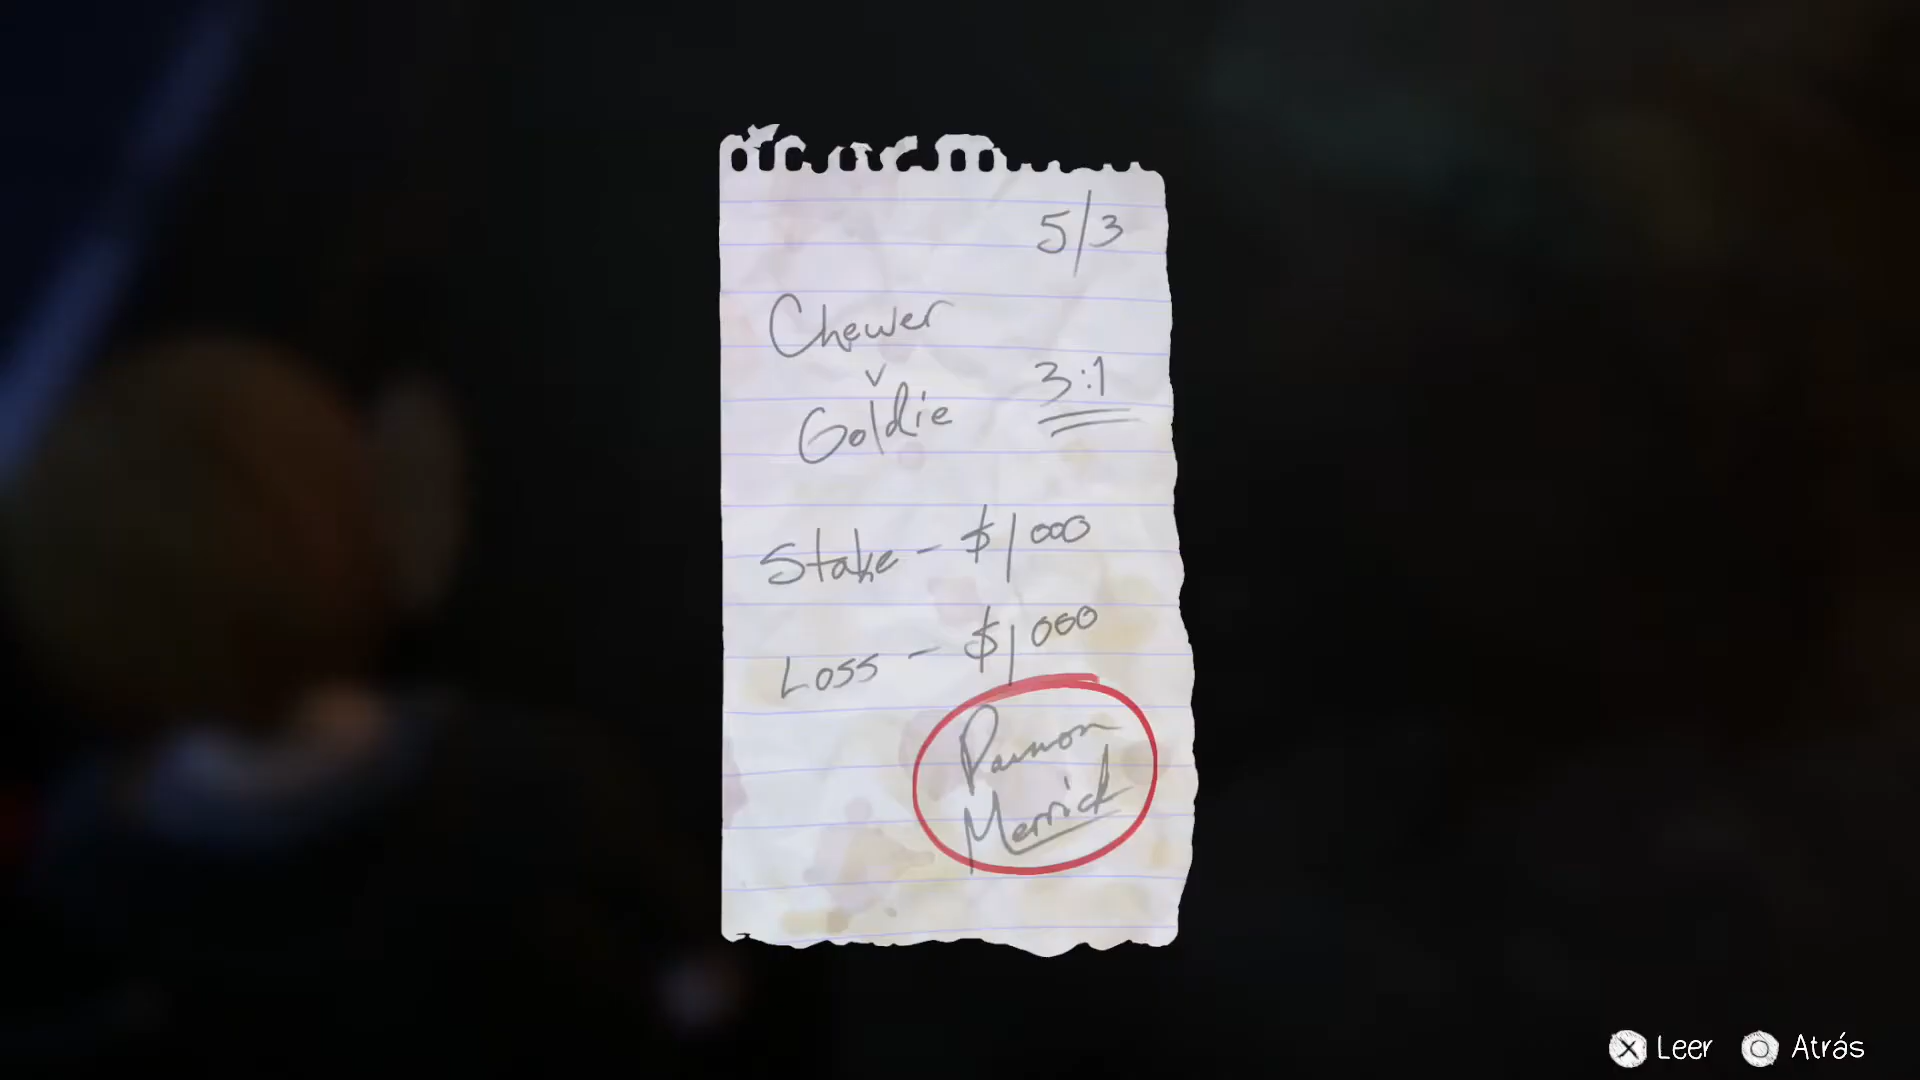 5/3
Chewer
v
Goldie 3:1
Stake - $1000
Loss - $1000
Damon
Merrick
X Leer O Atrás